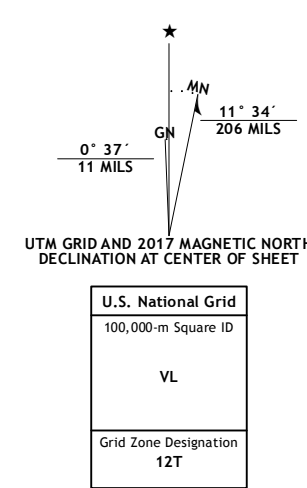 MN
GN
11° 34´
206 MILS
0° 37´
11 MILS
UTM GRID AND 2017 MAGNETIC NORTH
DECLINATION AT CENTER OF SHEET
U.S. National Grid
100,000-m Square ID
VL
Grid Zone Designation
12T